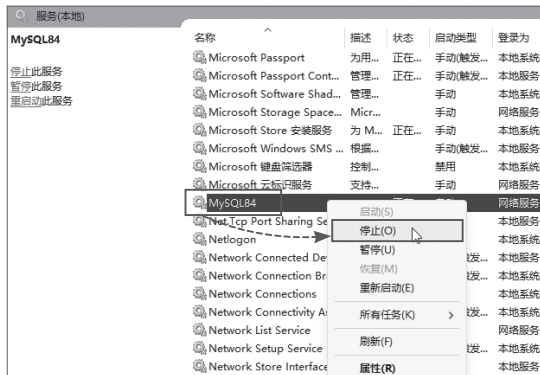 服务(本地)
MySQL84
停止此服务
暂停此服务
重启动此服务
名称 描述 状态 启动类型 登录为
Microsoft Passport 为用... 正在... 手动(触发... 本地系统
Microsoft Passport Cont... 管理... 正在... 手动(触发... 本地服务
Microsoft Software Shad... 管理... 手动 本地系统
Microsoft Storage Space... Micr... 手动 网络服务
Microsoft Store 安装服务 为 M... 正在... 手动 本地系统
Microsoft Windows SMS ... 根据... 手动(触发... 本地服务
Microsoft 键盘筛选器 控制... 禁用 本地系统
Microsoft 云标识服务 支持... 手动 网络服务
MySQL84 网络服务
Net.Tcp Port Sharing Se 本地服务
Netlogon 本地系统
Network Connected De 触发... 本地服务
Network Connection Br 触发... 本地系统
Network Connections 本地系统
Network Connectivity As 触发... 本地系统
Network List Service 网络服务
Network Setup Service 触发... 本地系统
Network Store Interface 本地服务
启动(S)
停止(O)
暂停(U)
恢复(M)
重新启动(E)
所有任务(K)
刷新(F)
属性(R)